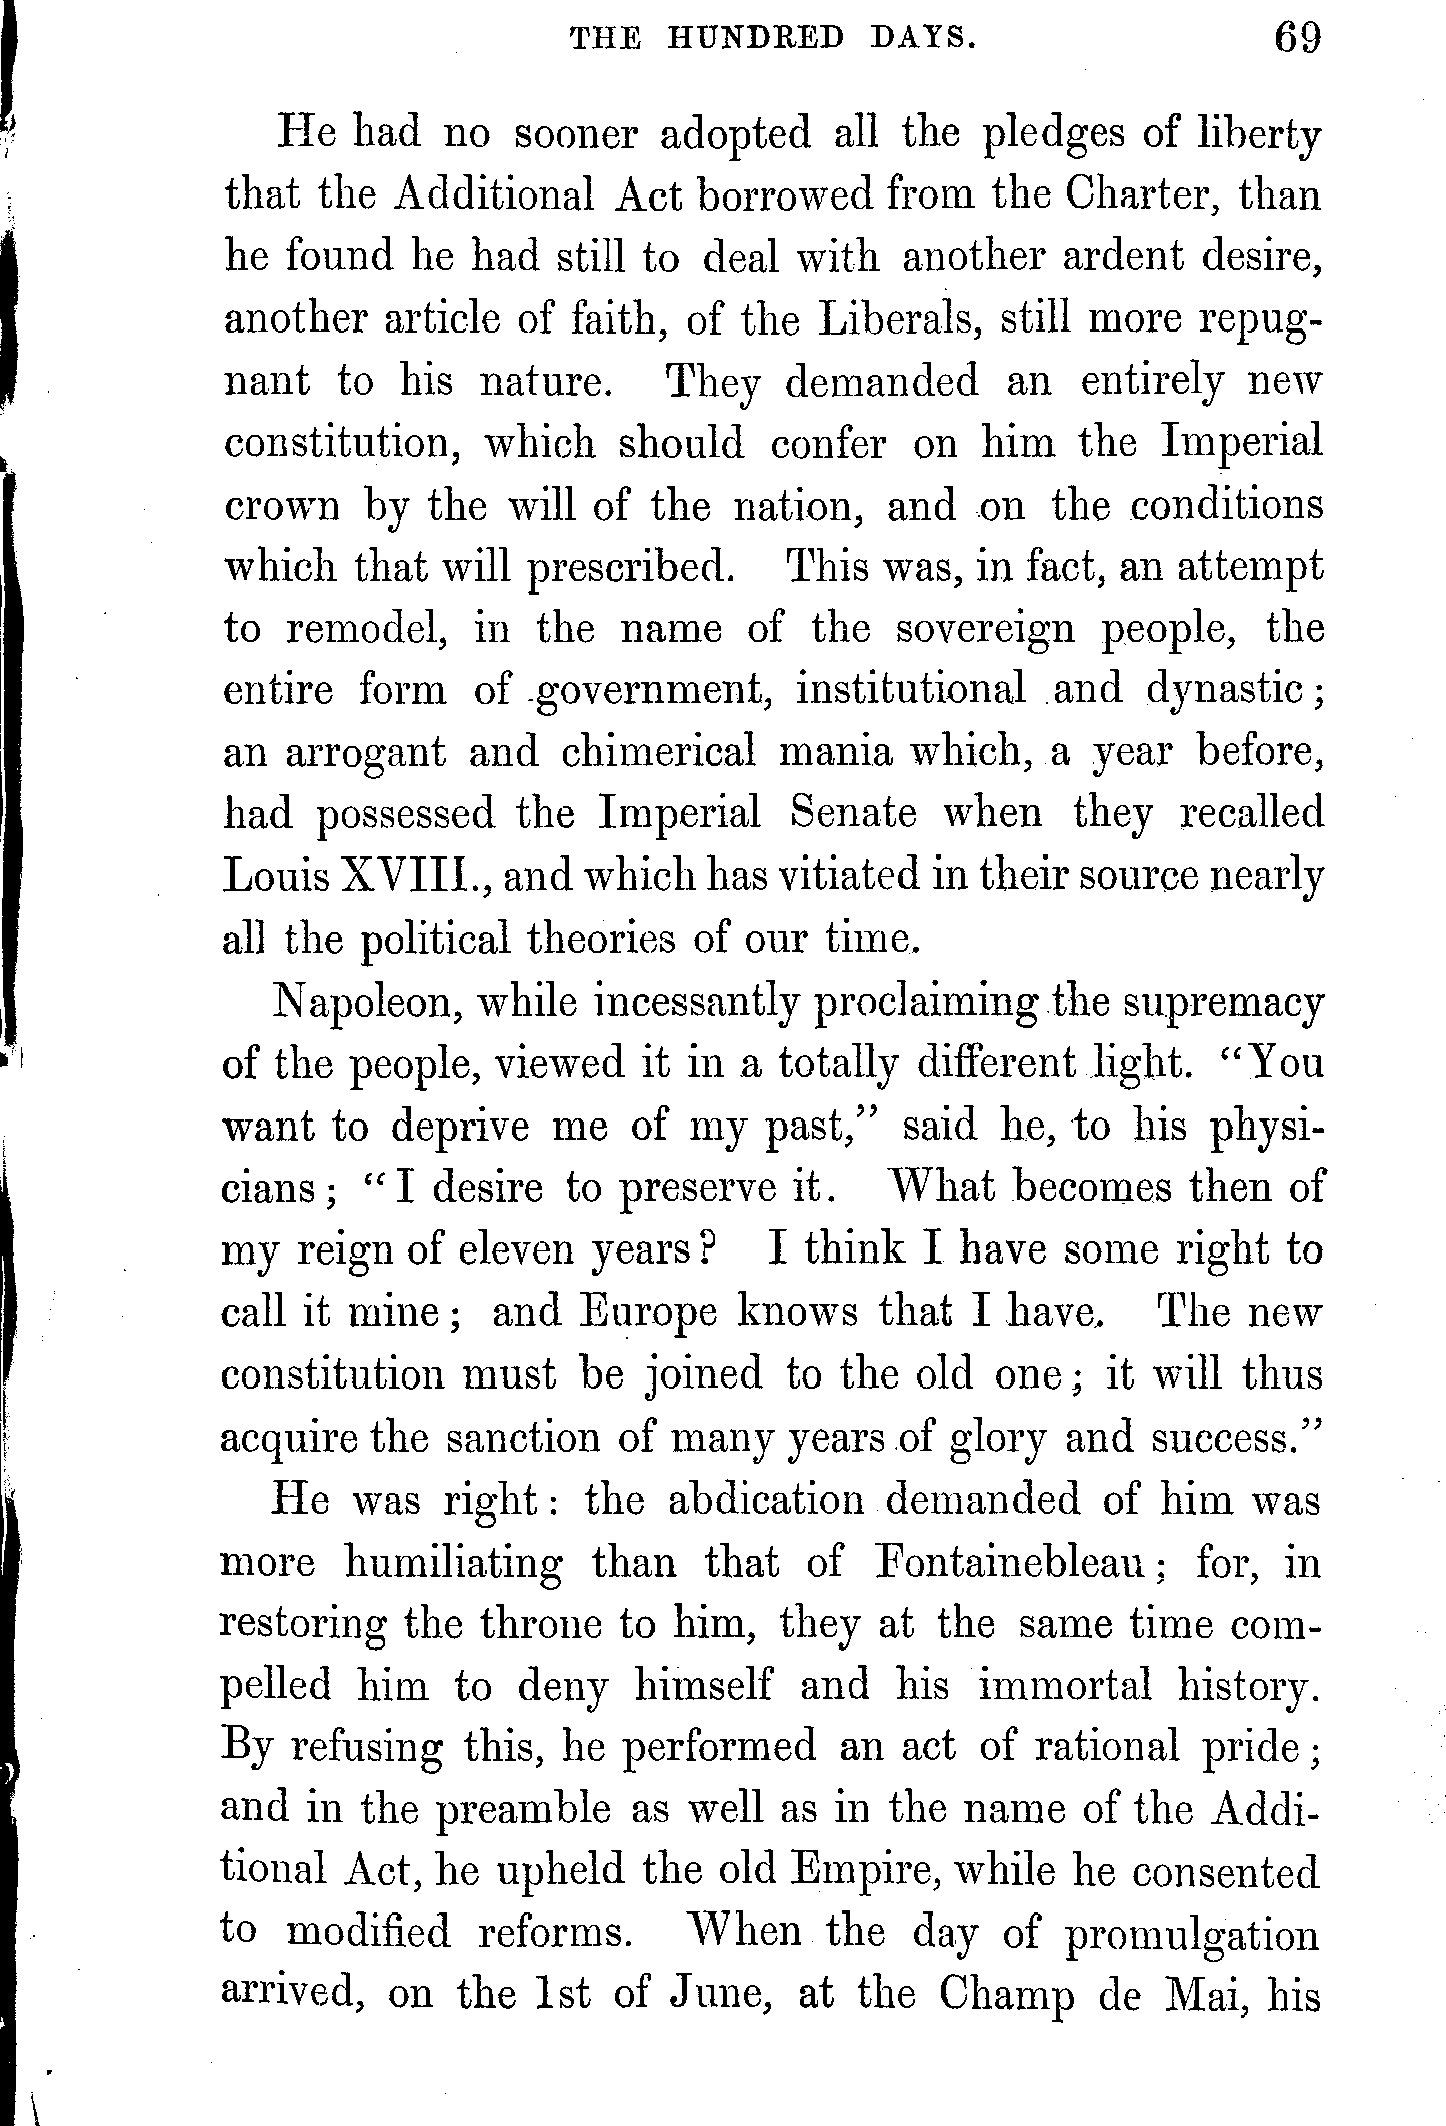 THE HUNDRED DAYS. 69
He had no sooner adopted all the pledges of liberty
that the Additional Act borrowed from the Charter, than
he found he had still to deal with another ardent desire,
another article of faith, of the Liberals, still more repug-
nant to his nature. They demanded an entirely new
constitution, which should confer on him the Imperial
crown by the will of the nation, and on the conditions
which that will prescribed. This was, in fact, an attempt
to remodel, in the name of the sovereign people, the
entire form of government, institutional and dynastic;
an arrogant and chimerical mania which, a year before,
had possessed the Imperial Senate when they recalled
Louis XVIII., and which has vitiated in their source nearly
all the political theories of our time.
Napoleon, while incessantly proclaiming the supremacy
of the people, viewed it in a totally different light. "You
want to deprive me of my past," said he, to his physi-
cians; "I desire to preserve it. What becomes then of
my reign of eleven years? I think I have some right to
call it mine; and Europe knows that I have. The new
constitution must be joined to the old one; it will thus
acquire the sanction of many years of glory and success."
He was right: the abdication demanded of him was
more humiliating than that of Fontainebleau; for, in
restoring the throne to him, they at the same time com-
pelled him to deny himself and his immortal history.
By refusing this, he performed an act of rational pride;
and in the preamble as well as in the name of the Addi-
tional Act, he upheld the old Empire, while he consented
to modified reforms. When the day of promulgation
arrived, on the 1st of June, at the Champ de Mai, his